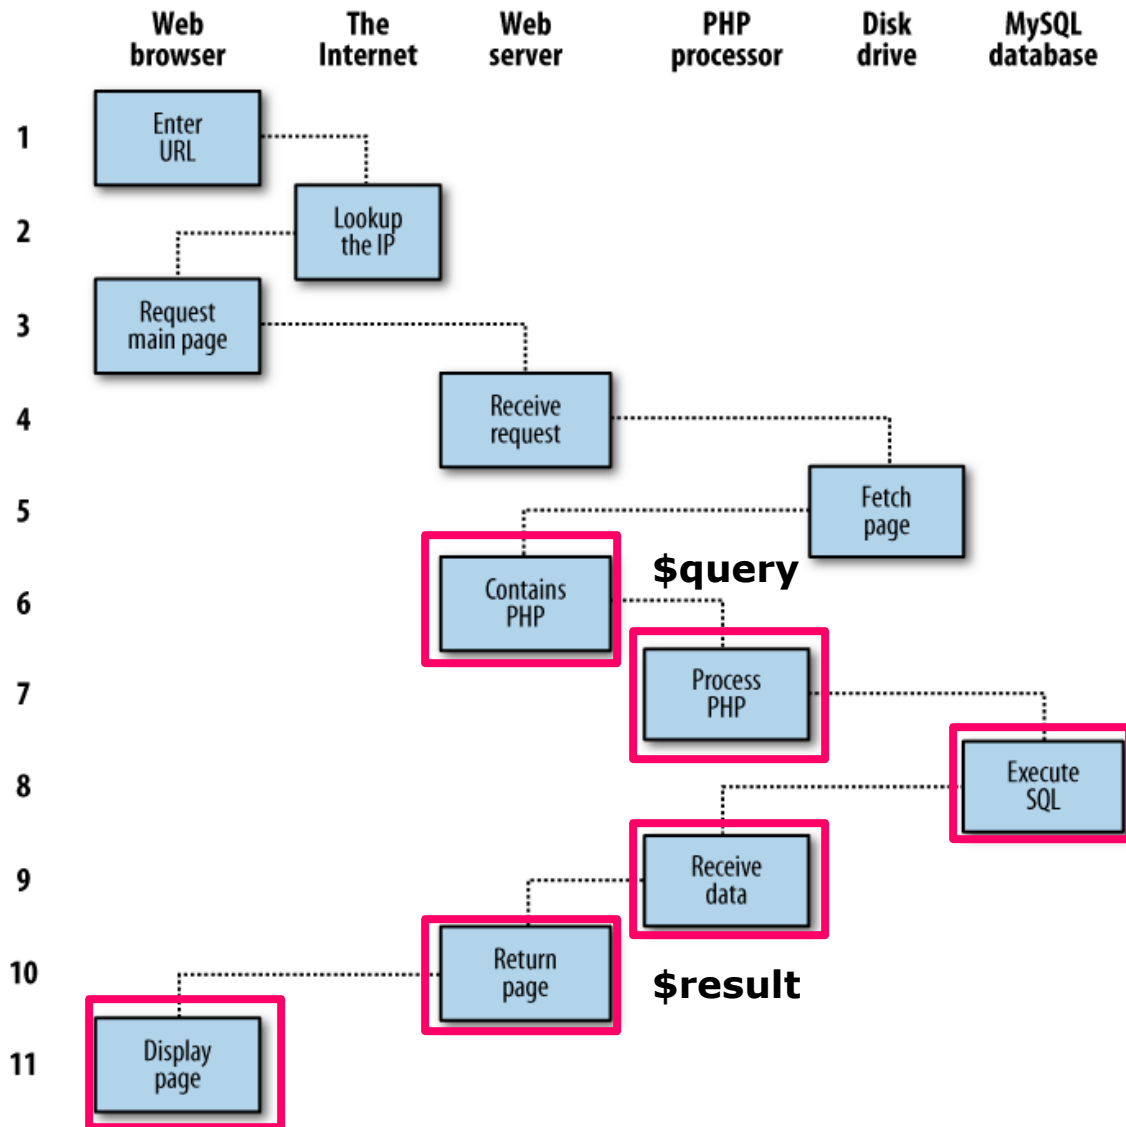 Web
browser
The
Internet
Web
server
PHP
processor
Disk
drive
MySQL
database
1
Enter
URL
2
Lookup
the IP
3
Request
main page
4
Receive
request
5
Fetch
page
$query
6
Contains
PHP
7
Process
PHP
8
Execute
SQL
9
Receive
data
10
Return
page
$result
11
Display
page